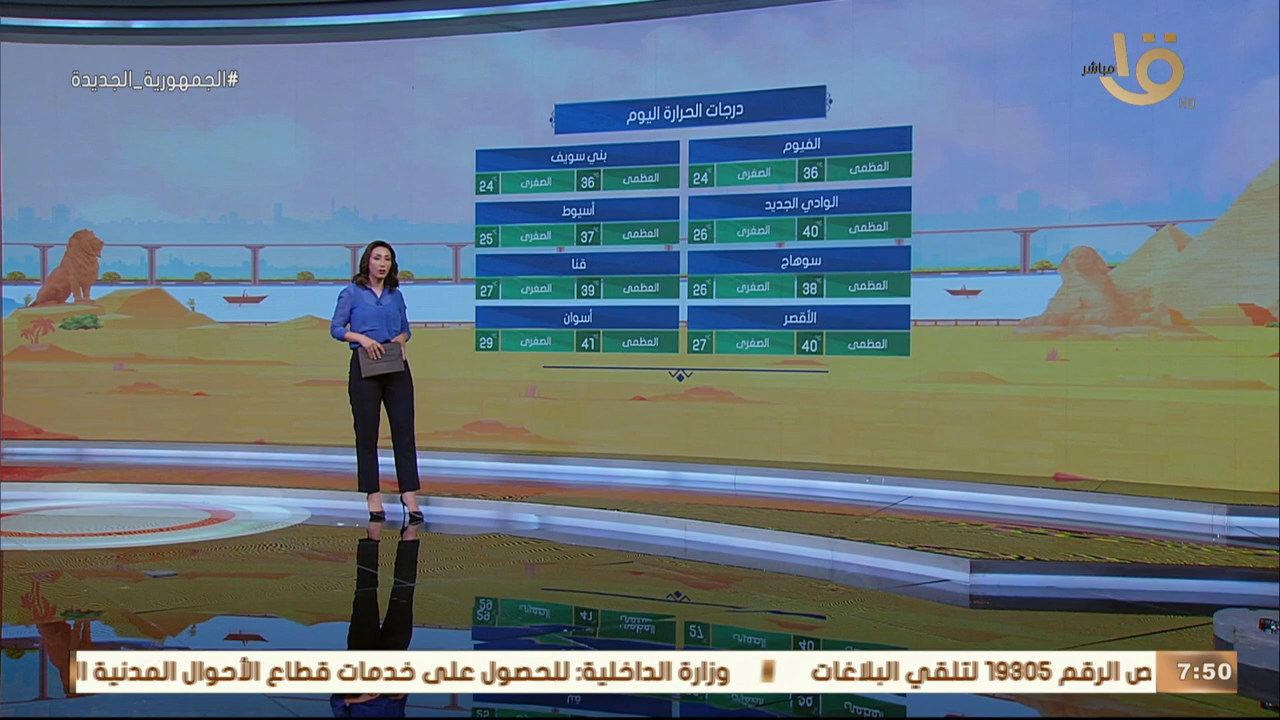 #الجمهورية_الجديدة
مباشر
HD
درجات الحرارة اليوم
الفيوم
العظمى 36 الصغرى 24
بني سويف
العظمى 36 الصغرى 24
الوادي الجديد
العظمى 40 الصغرى 26
أسيوط
العظمى 37 الصغرى 25
سوهاج
العظمى 38 الصغرى 26
قنا
العظمى 39 الصغرى 27
الأقصر
العظمى 40 الصغرى 27
أسوان
العظمى 41 الصغرى 29
7:50 ص الرقم 19805 لتلقي البلاغات وزارة الداخلية: للحصول على خدمات قطاع الأحوال المدنية ال